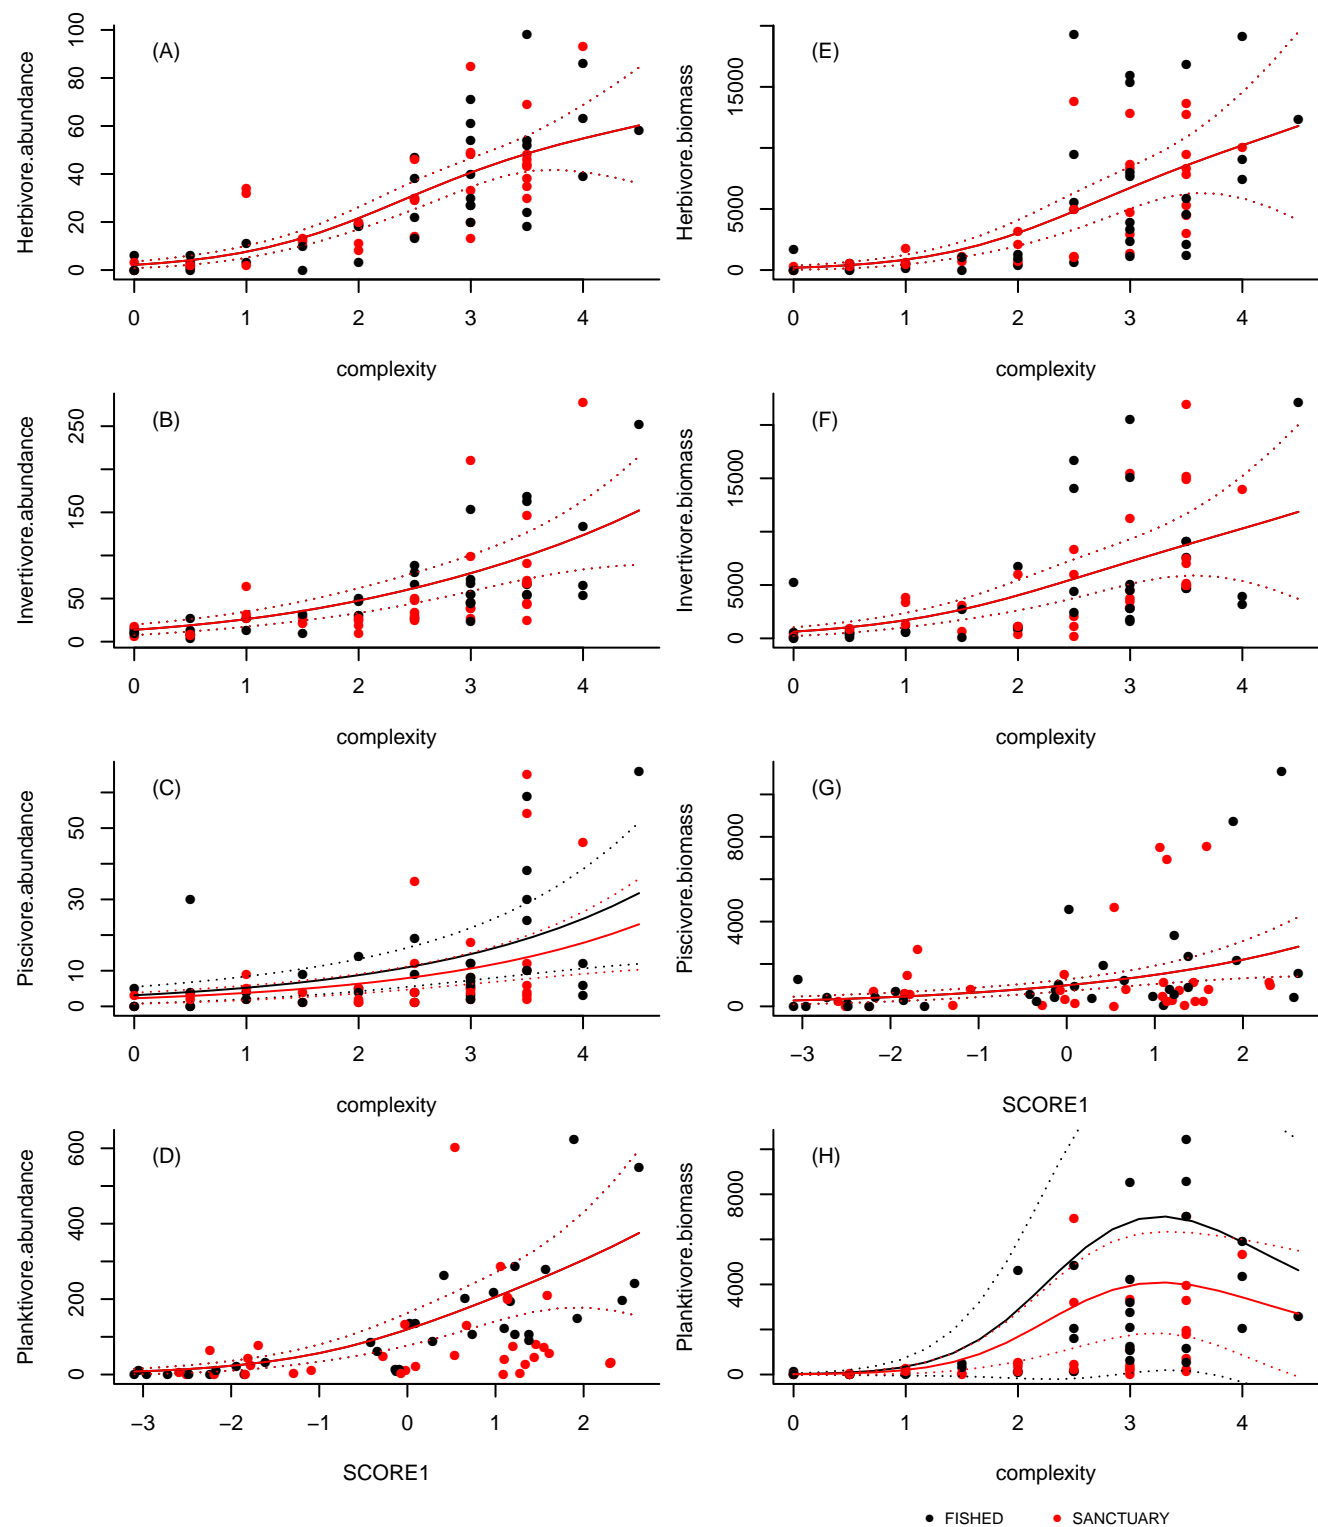 (A)
Herbivore.abundance
0 20 40 60 80 100
0 1 2 3 4
complexity
(E)
Herbivore.biomass
0 5000 15000
0 1 2 3 4
complexity
(B)
Invertivore.abundance
0 50 150 250
0 1 2 3 4
complexity
(F)
Invertivore.biomass
0 5000 15000
0 1 2 3 4
complexity
(C)
Piscivore.abundance
0 10 30 50
0 1 2 3 4
complexity
(G)
Piscivore.biomass
0 4000 8000
−3 −2 −1 0 1 2
SCORE1
(D)
Planktivore.abundance
0 200 400 600
−3 −2 −1 0 1 2
SCORE1
(H)
Planktivore.biomass
0 4000 8000
0 1 2 3 4
complexity
FISHED SANCTUARY